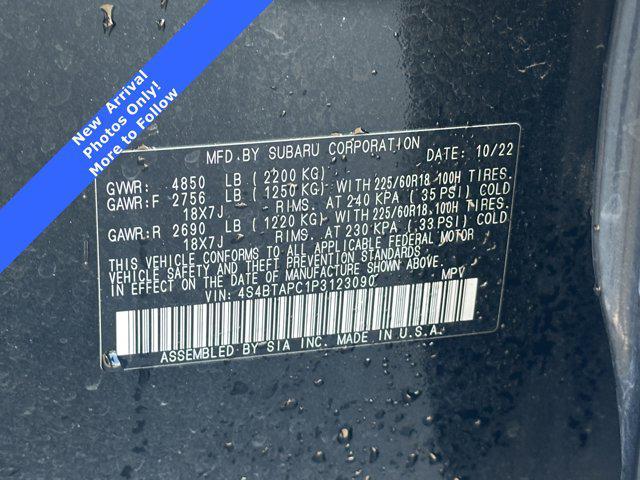 New Arrival
Photos Only!
More to Follow
MFD. BY SUBARU CORPORATION DATE: 10/22
GVWR: 4850 LB (2200 KG)
GAWR:F 2756 LB (1250 KG) WITH 225/60R18 100H TIRES.
18X7J RIMS. AT 240 KPA (35 PSI) COLD
GAWR:R 2690 LB (1220 KG) WITH 225/60R18 100H TIRES.
18X7J RIMS. AT 230 KPA (33 PSI) COLD
THIS VEHICLE CONFORMS TO ALL APPLICABLE FEDERAL MOTOR
VEHICLE SAFETY AND THEFT PREVENTION STANDARDS
IN EFFECT ON THE DATE OF MANUFACTURE SHOWN ABOVE.
VIN: 4S4BTAPC1P3123090 MPV
ASSEMBLED BY SIA INC. MADE IN U.S.A.